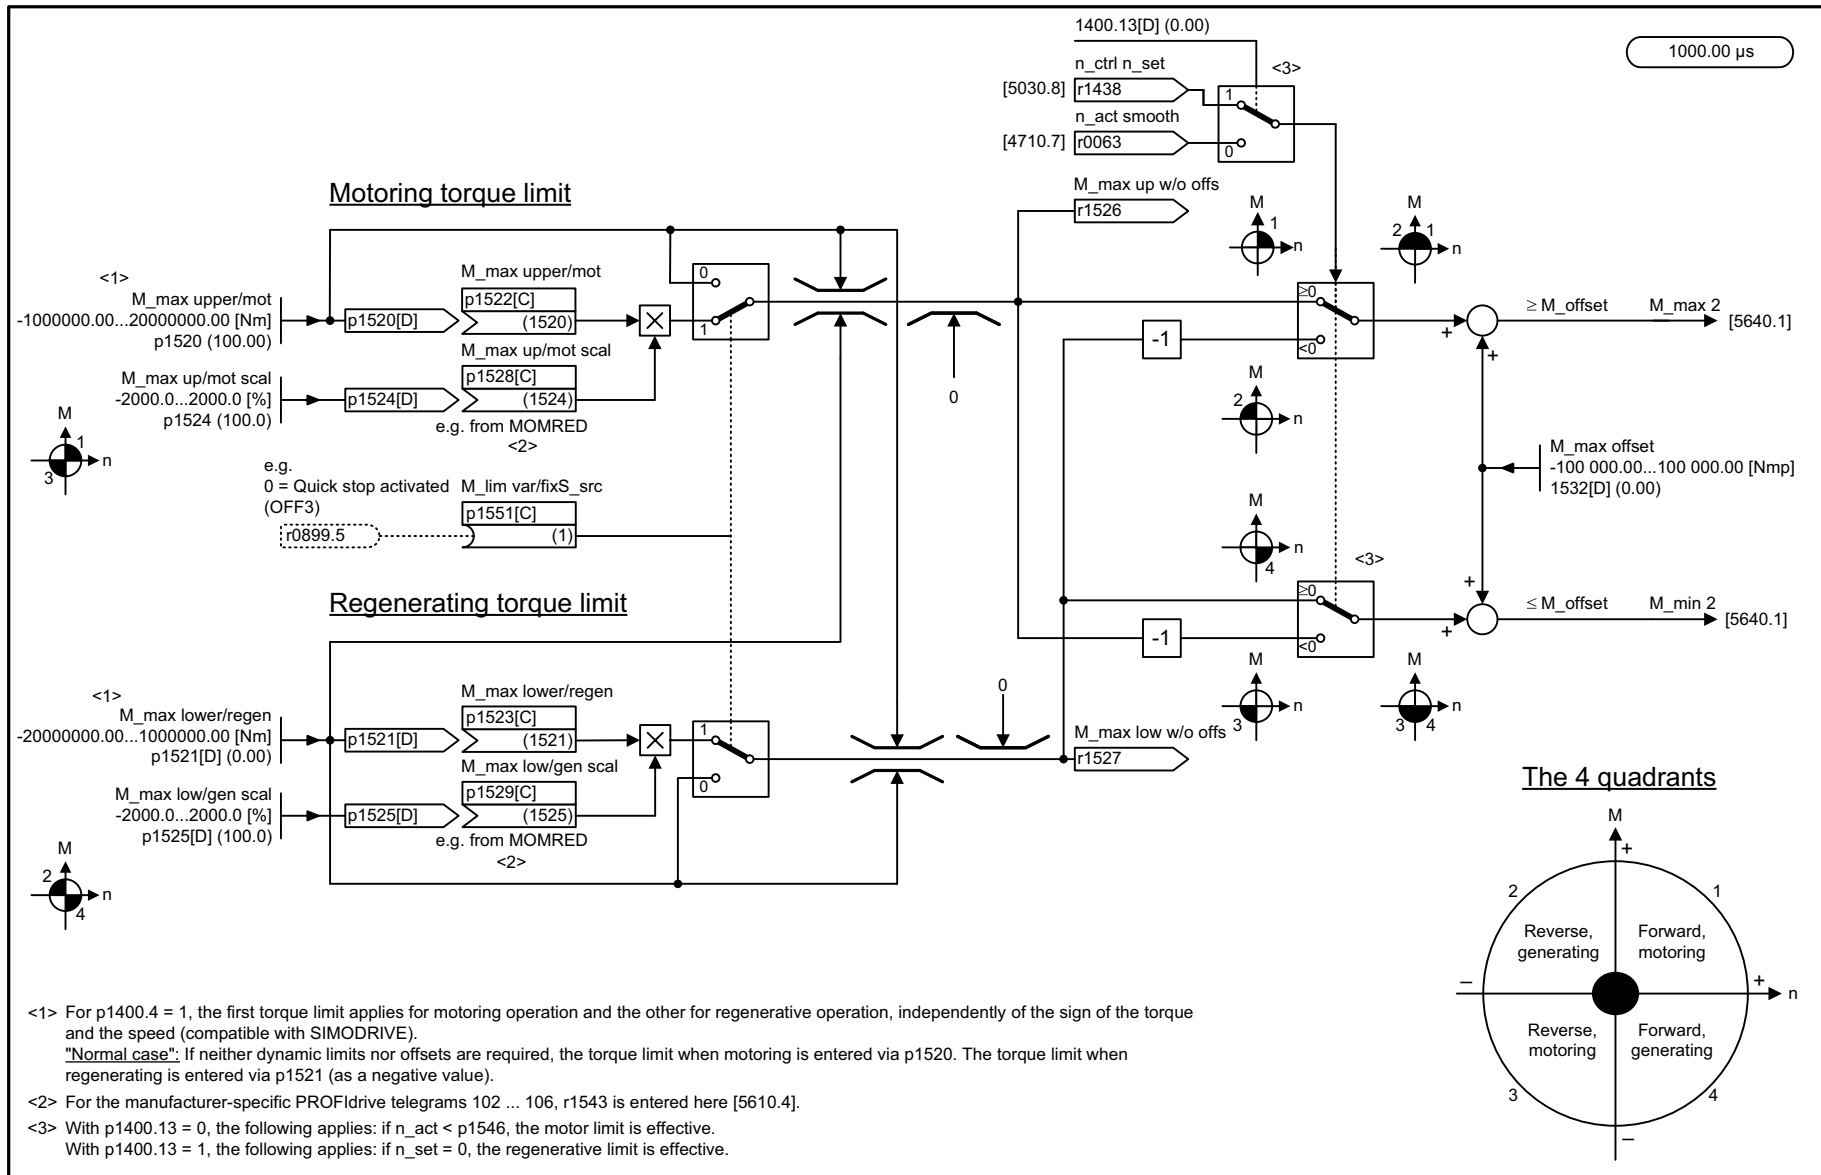 1400.13[D] (0.00)
1000.00 µs
n_ctrl n_set
<3>
[5030.8]
r1438
1
n_act smooth
[4710.7]
r0063
0
Motoring torque limit
M_max up w/o offs
r1526
M
1
n
M
2 1
n
<1>
M_max upper/mot
-1000000.00...20000000.00 [Nm]
p1520 (100.00)
p1520[D]
M_max upper/mot
p1522[C]
(1520)
0
1
≥0
<0
+
+
≥ M_offset
M_max 2
[5640.1]
-1
0
M_max up/mot scal
-2000.0...2000.0 [%]
p1524 (100.0)
p1524[D]
M_max up/mot scal
p1528[C]
(1524)
e.g. from MOMRED
<2>
M
1
3
n
M
2
n
M_max offset
-100 000.00...100 000.00 [Nmp]
1532[D] (0.00)
e.g.
0 = Quick stop activated
(OFF3)
r0899.5
M_lim var/fixS_src
p1551[C]
(1)
M
4
n
<3>
Regenerating torque limit
≥0
<0
+
+
≤ M_offset
M_min 2
[5640.1]
-1
M
3
n
M
3 4
n
0
<1>
M_max lower/regen
-20000000.00...1000000.00 [Nm]
p1521[D] (0.00)
p1521[D]
M_max lower/regen
p1523[C]
(1521)
1
0
M_max low w/o offs
r1527
M_max low/gen scal
-2000.0...2000.0 [%]
p1525[D] (100.0)
p1525[D]
M_max low/gen scal
p1529[C]
(1525)
e.g. from MOMRED
<2>
M
2
4
n
The 4 quadrants
M
+
2
1
Reverse,
generating
Forward,
motoring
–
+
n
Reverse,
motoring
Forward,
generating
3
4
–
<1> For p1400.4 = 1, the first torque limit applies for motoring operation and the other for regenerative operation, independently of the sign of the torque
and the speed (compatible with SIMODRIVE).
"Normal case": If neither dynamic limits nor offsets are required, the torque limit when motoring is entered via p1520. The torque limit when
regenerating is entered via p1521 (as a negative value).
<2> For the manufacturer-specific PROFIdrive telegrams 102 ... 106, r1543 is entered here [5610.4].
<3> With p1400.13 = 0, the following applies: if n_act < p1546, the motor limit is effective.
With p1400.13 = 1, the following applies: if n_set = 0, the regenerative limit is effective.